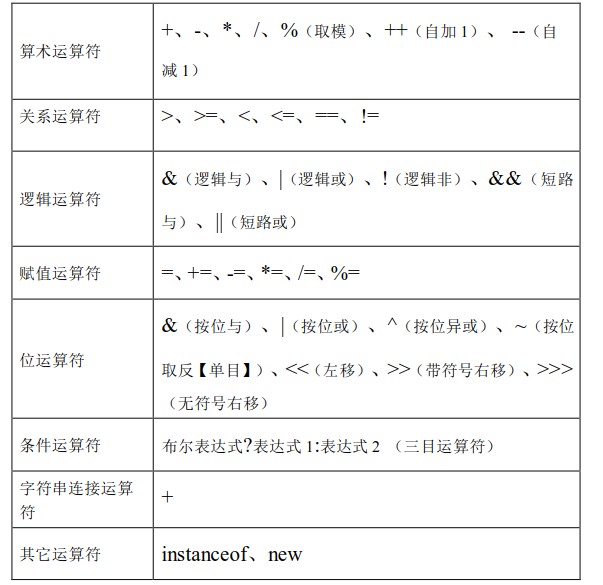 算术运算符
+、-、*、/、%（取模）、++（自加 1）、 --（自
减 1）
关系运算符
>、>=、<、<=、==、!=
逻辑运算符
&（逻辑与）、|（逻辑或）、!（逻辑非）、&&（短路
与）、||（短路或）
赋值运算符
=、+=、-=、*=、/=、%=
位运算符
&（按位与）、|（按位或）、^（按位异或）、~（按位
取反【单目】）、<<（左移）、>>（带符号右移）、>>>
（无符号右移）
条件运算符
布尔表达式?表达式 1:表达式 2 （三目运算符）
字符串连接运算
符
+
其它运算符
instanceof、new